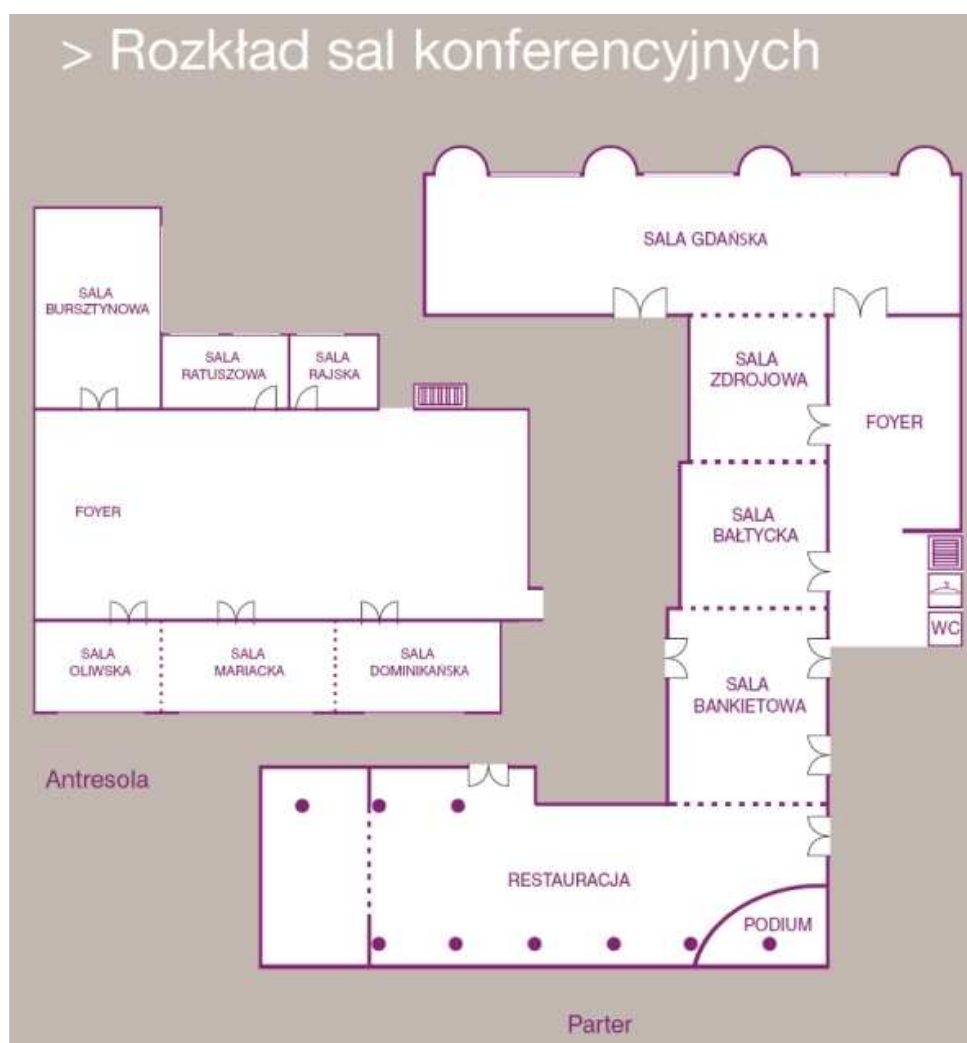 > Rozkład sal konferencyjnych
SALA GDAŃSKA
SALA
BURSZTYNOWA
SALA
RATUSZOWA
SALA
RAJSKA
SALA
ZDROJOWA
FOYER
FOYER
SALA
BAŁTYCKA
WC
SALA
OLIWSKA
SALA
MARIACKA
SALA
DOMINIKAŃSKA
SALA
BANKIETOWA
Antresola
RESTAURACJA
PODIUM
Parter